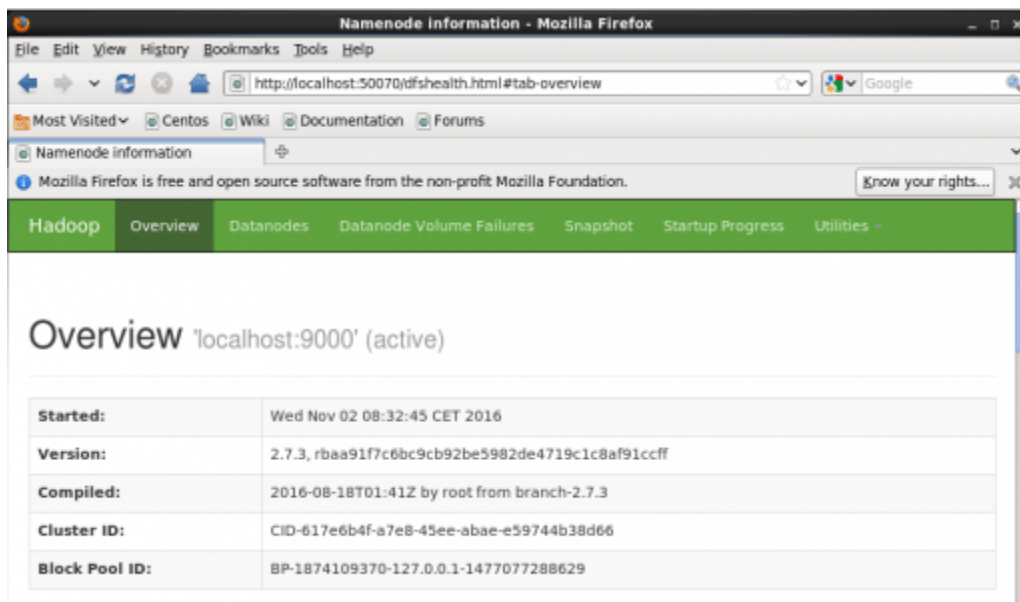 Namenode information - Mozilla Firefox
File Edit View History Bookmarks Tools Help
http://localhost:50070/dfshealth.html#tab-overview Google
Most Visited Centos Wiki Documentation Forums
Namenode information
Mozilla Firefox is free and open source software from the non-profit Mozilla Foundation. Know your rights...
Hadoop Overview Datanodes Datanode Volume Failures Snapshot Startup Progress Utilities
Overview 'localhost:9000' (active)
Started: Wed Nov 02 08:32:45 CET 2016
Version: 2.7.3, rbaa91f7c6bc9cb92be5982de4719c1c8af91ccff
Compiled: 2016-08-18T01:41Z by root from branch-2.7.3
Cluster ID: CID-617e6b4f-a7e8-45ee-abae-e59744b38d66
Block Pool ID: BP-1874109370-127.0.0.1-1477077288629